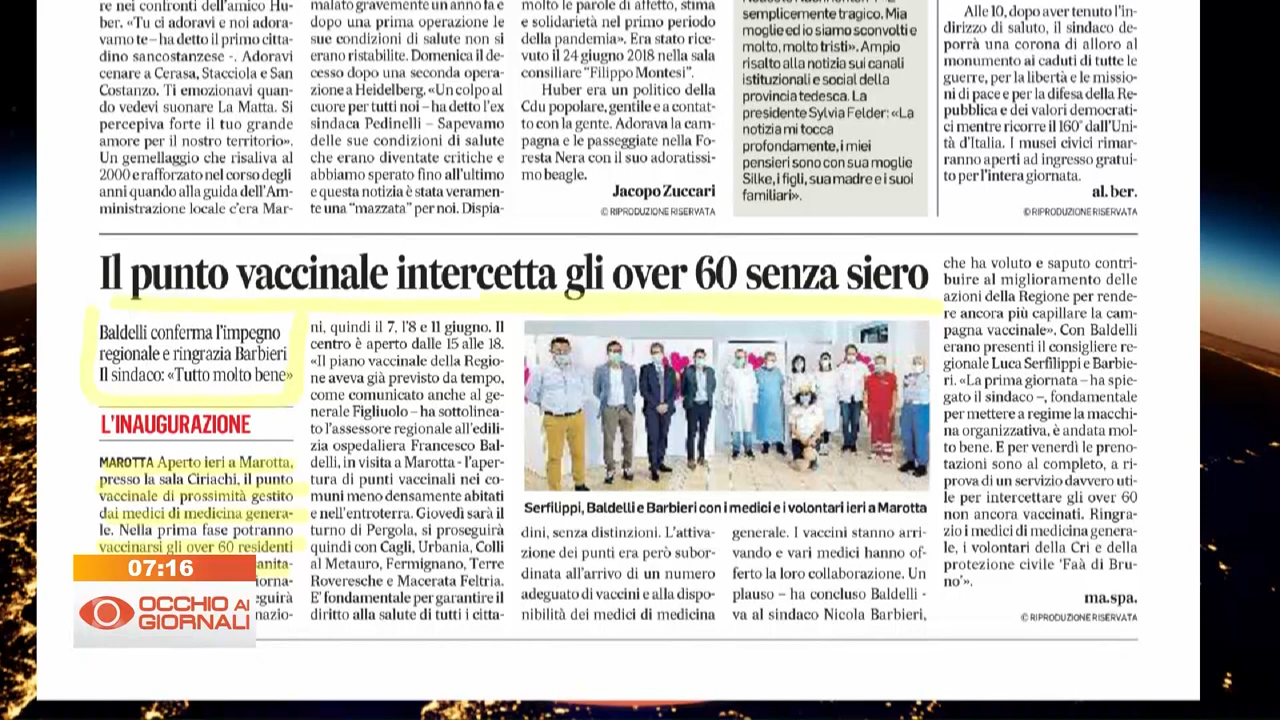 re nei confronti dell'amico Hu-
ber. «Tu ci adoravi e noi adora-
vamo te – ha detto il primo citta-
dino sancostanzese -. Adoravi
cenare a Cerasa, Stacciola e San
Costanzo. Ti emozionavi quan-
do vedevi suonare La Matta. Si
percepiva forte il tuo grande
amore per il nostro territorio».
Un gemellaggio che risaliva al
2000 e rafforzato nel corso degli
anni quando alla guida dell'Am-
ministrazione locale c'era Mar-
malato gravemente un anno fa e
dopo una prima operazione le
sue condizioni di salute non si
erano ristabilite. Domenica il de-
cesso dopo una seconda opera-
zione a Heidelberg. «Un colpo al
cuore per tutti noi – ha detto l'ex
sindaca Pedinelli – Sapevamo
delle sue condizioni di salute
che erano diventate critiche e
abbiamo sperato fino all'ultimo
e questa notizia è stata veramen-
te una "mazzata" per noi. Dispia-
molto le parole di affetto, stima
e solidarietà nel primo periodo
della pandemia». Era stato rice-
vuto il 24 giugno 2018 nella sala
consiliare "Filippo Montesi".
Huber era un politico della
Cdu popolare, gentile e a contat-
to con la gente. Adorava la cam-
pagna e le passeggiate nella Fo-
resta Nera con il suo adoratissi-
mo beagle.
Jacopo Zuccari
© RIPRODUZIONE RISERVATA
semplicemente tragico. Mia
moglie ed io siamo sconvolti e
molto, molto tristi». Ampio
risalto alla notizia sui canali
istituzionali e social della
provincia tedesca. La
presidente Sylvia Felder: «La
notizia mi tocca
profondamente, i miei
pensieri sono con sua moglie
Silke, i figli, sua madre e i suoi
familiari».
Alle 10, dopo aver tenuto l'in-
dirizzo di saluto, il sindaco de-
porrà una corona di alloro al
monumento ai caduti di tutte le
guerre, per la libertà e le missio-
ni di pace e per la difesa della Re-
pubblica e dei valori democrati-
ci mentre ricorre il 160° dall'Uni-
tà d'Italia. I musei civici rimar-
ranno aperti ad ingresso gratui-
to per l'intera giornata.
al. ber.
© RIPRODUZIONE RISERVATA
Il punto vaccinale intercetta gli over 60 senza siero
Baldelli conferma l'impegno
regionale e ringrazia Barbieri
Il sindaco: «Tutto molto bene»
L'INAUGURAZIONE
MAROTTA Aperto ieri a Marotta,
presso la sala Ciriachi, il punto
vaccinale di prossimità gestito
dai medici di medicina genera-
le. Nella prima fase potranno
vaccinarsi gli over 60 residenti
anita-
iorna-
eguirà
nazio-
ni, quindi il 7, l'8 e 11 giugno. Il
centro è aperto dalle 15 alle 18.
«Il piano vaccinale della Regio-
ne aveva già previsto da tempo,
come comunicato anche al ge-
nerale Figliuolo – ha sottolinea-
to l'assessore regionale all'edili-
zia ospedaliera Francesco Bal-
delli, in visita a Marotta - l'aper-
tura di punti vaccinali nei co-
muni meno densamente abitati
e nell'entroterra. Giovedì sarà il
turno di Pergola, si proseguirà
quindi con Cagli, Urbania, Colli
al Metauro, Fermignano, Terre
Roveresche e Macerata Feltria.
E' fondamentale per garantire il
diritto alla salute di tutti i citta-
Serfilippi, Baldelli e Barbieri con i medici e i volontari ieri a Marotta
dini, senza distinzioni. L'attiva-
zione dei punti era però subor-
dinata all'arrivo di un numero
adeguato di vaccini e alla dispo-
nibilità dei medici di medicina
generale. I vaccini stanno arri-
vando e vari medici hanno of-
ferto la loro collaborazione. Un
plauso – ha concluso Baldelli -
va al sindaco Nicola Barbieri,
che ha voluto e saputo contri-
buire al miglioramento delle
azioni della Regione per rende-
re ancora più capillare la cam-
pagna vaccinale». Con Baldelli
erano presenti il consigliere re-
gionale Luca Serfilippi e Barbie-
ri. «La prima giornata – ha spie-
gato il sindaco –, fondamentale
per mettere a regime la macchi-
na organizzativa, è andata mol-
to bene. E per venerdì le preno-
tazioni sono al completo, a ri-
prova di un servizio davvero uti-
le per intercettare gli over 60
non ancora vaccinati. Ringra-
zio i medici di medicina genera-
le, i volontari della Cri e della
protezione civile 'Faà di Bru-
no'».
ma.spa.
© RIPRODUZIONE RISERVATA
07:16
OCCHIO AI
GIORNALI